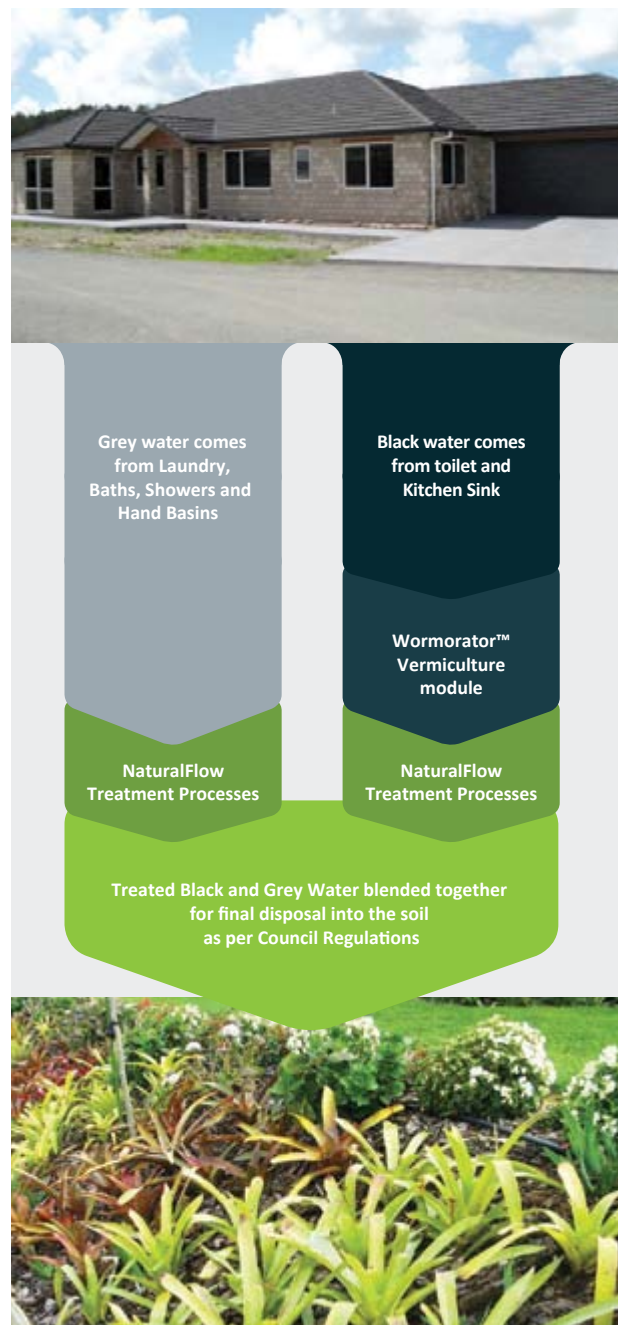 Grey water comes
from Laundry,
Baths, Showers and
Hand Basins
Black water comes
from toilet and
Kitchen Sink
Wormorator™
Vermiculture
module
NaturalFlow
Treatment Processes
NaturalFlow
Treatment Processes
Treated Black and Grey Water blended together
for final disposal into the soil
as per Council Regulations